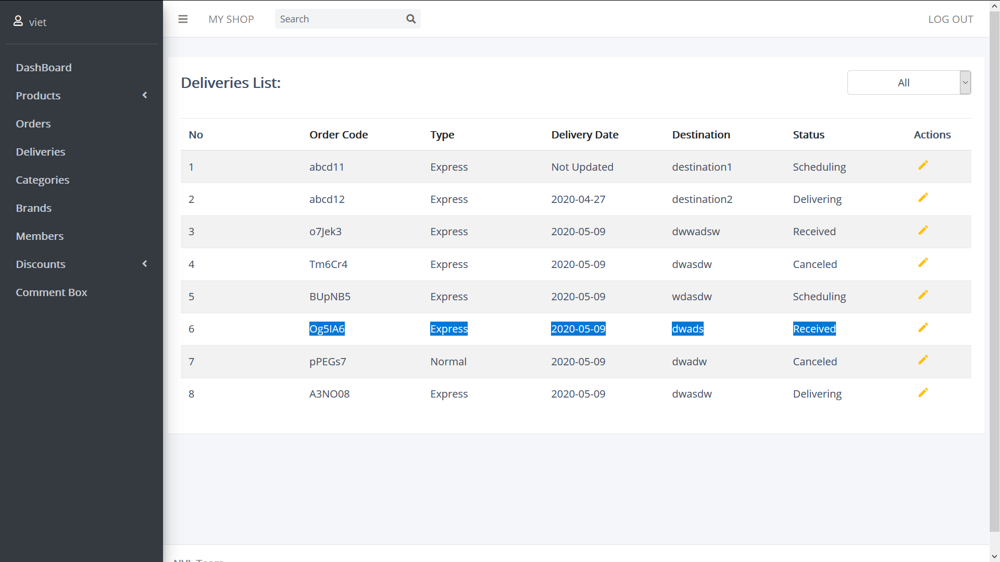 viet
MY SHOP Search LOG OUT
DashBoard
Products
Orders
Deliveries
Categories
Brands
Members
Discounts
Comment Box
Deliveries List: All
No Order Code Type Delivery Date Destination Status Actions
1 abcd11 Express Not Updated destination1 Scheduling
2 abcd12 Express 2020-04-27 destination2 Delivering
3 o7Jek3 Express 2020-05-09 dwwadsw Received
4 Tm6Cr4 Express 2020-05-09 dwasdw Canceled
5 BUpNB5 Express 2020-05-09 wdasdw Scheduling
6 Og5IA6 Express 2020-05-09 dwads Received
7 pPEGs7 Normal 2020-05-09 dwadw Canceled
8 A3NO08 Express 2020-05-09 dwasdw Delivering
Team